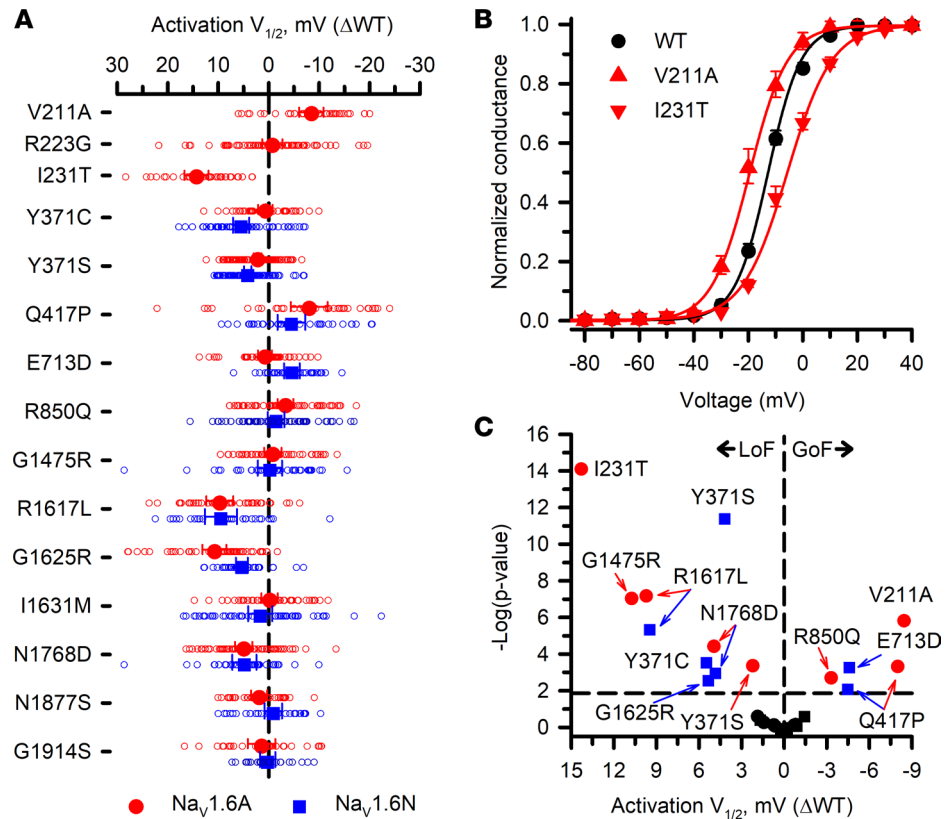 A
Activation V1/2, mV (ΔWT)
30 20 10 0 -10 -20 -30
V211A
R223G
I231T
Y371C
Y371S
Q417P
E713D
R850Q
G1475R
R1617L
G1625R
I1631M
N1768D
N1877S
G1914S
NaV1.6A NaV1.6N
B
Normalized conductance
1.0
0.8
0.6
0.4
0.2
0.0
WT
V211A
I231T
-80 -60 -40 -20 0 20 40
Voltage (mV)
C
-Log(p-value)
16
14
12
10
8
6
4
2
0
LoF GoF
I231T
Y371S
G1475R
R1617L
N1768D
V211A
R850Q
E713D
Y371C
G1625R
Y371S
Q417P
15 12 9 6 3 0 -3 -6 -9
Activation V1/2, mV (ΔWT)